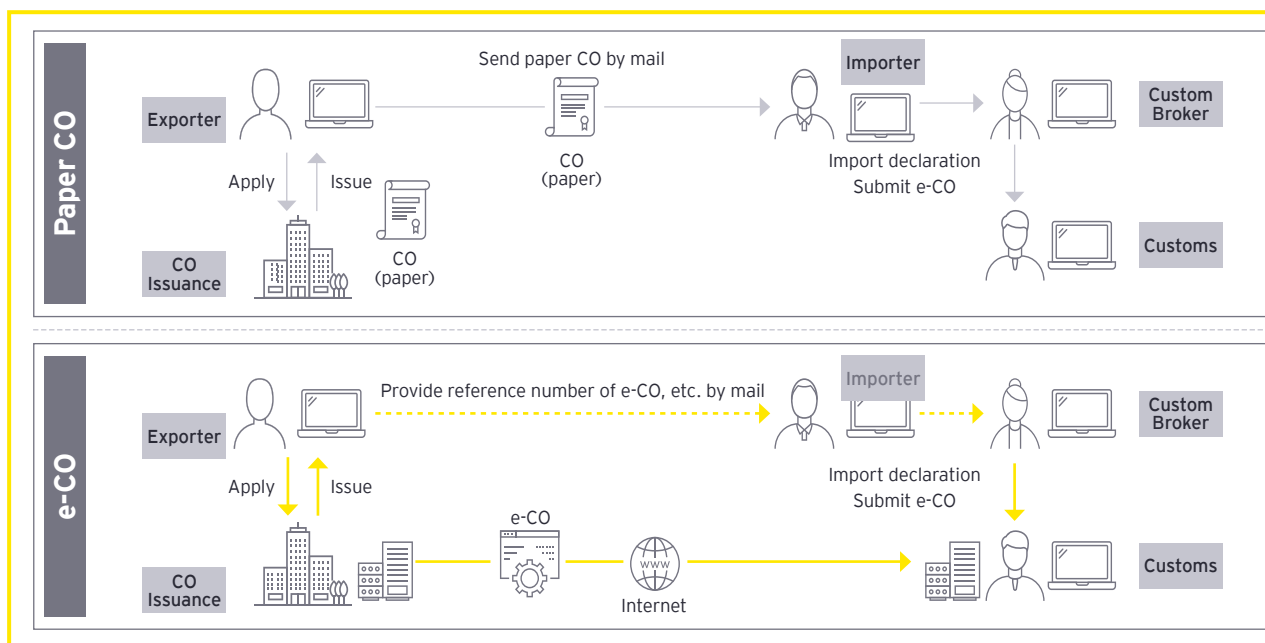 Paper CO
Send paper CO by mail
Importer
Exporter
Custom
Broker
CO
(paper)
Import declaration
Submit e-CO
Apply
Issue
CO
Issuance
CO
(paper)
Customs
e-CO
Provide reference number of e-CO, etc. by mail
Importer
Exporter
Custom
Broker
Import declaration
Submit e-CO
Apply
Issue
e-CO
WWW
CO
Issuance
Internet
Customs